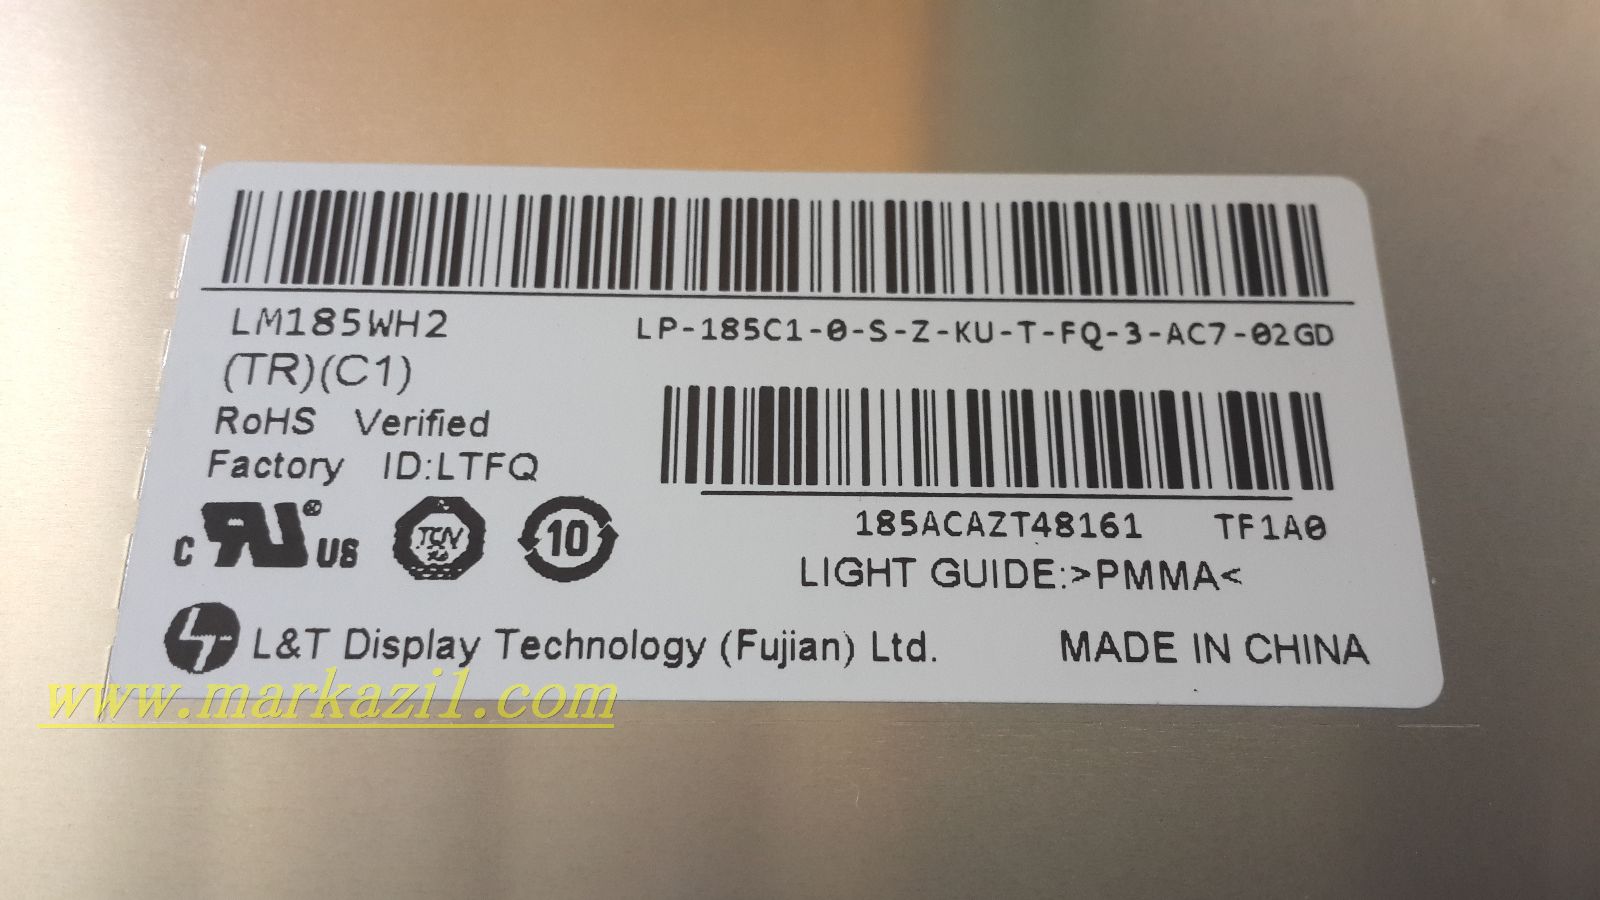 LM185WH2
(TR)(C1)
LP-185C1-0-S-Z-KU-T-FQ-3-AC7-02GD
RoHS Verified
Factory ID:LTFQ
185ACAZT48161 TF1A0
LIGHT GUIDE:>PMMA<
C UL ® US
10
L&T Display Technology (Fujian) Ltd. MADE IN CHINA
www.markazi1.com